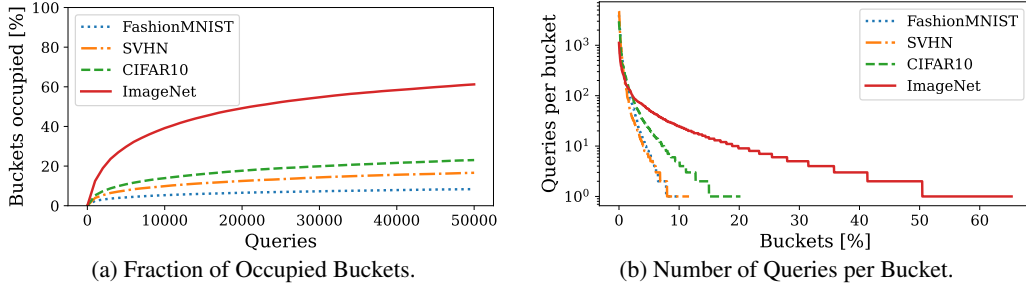 100
80
60
40
20
0
Buckets occupied [%]
FashionMNIST
SVHN
CIFAR10
ImageNet
0 10000 20000 30000 40000 50000
Queries
(a) Fraction of Occupied Buckets.
10³
10²
10¹
10⁰
Queries per bucket
FashionMNIST
SVHN
CIFAR10
ImageNet
0 10 20 30 40 50 60
Buckets [%]
(b) Number of Queries per Bucket.